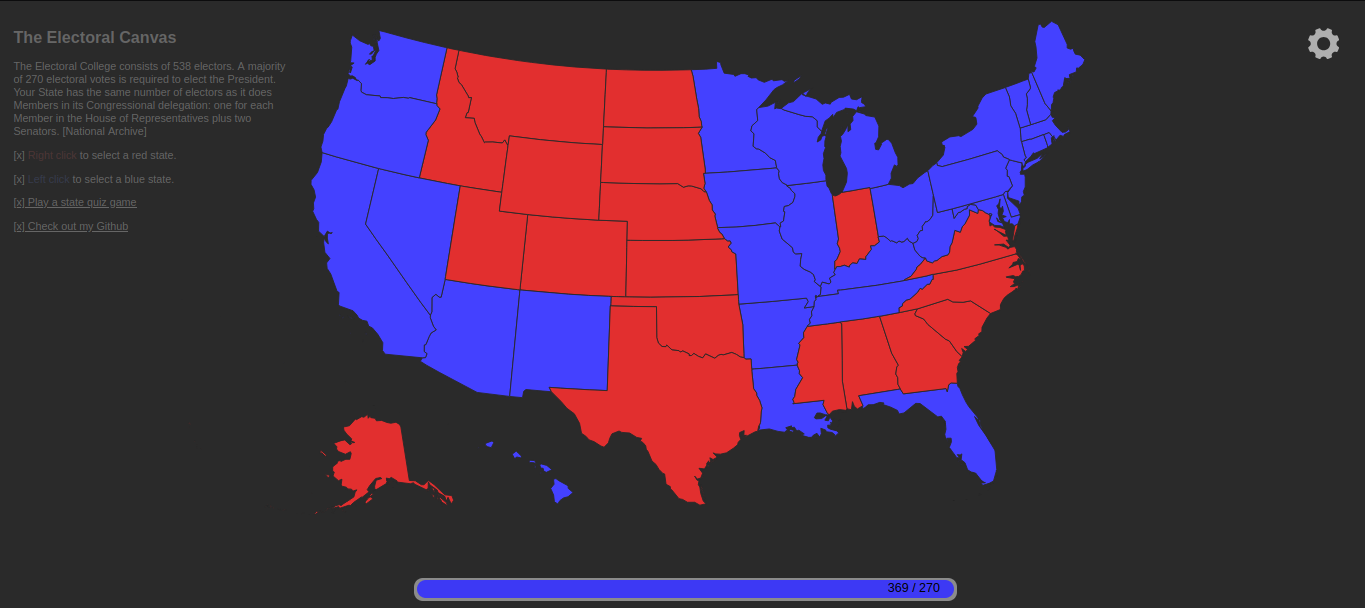 The Electoral Canvas
The Electoral College consists of 538 electors. A majority
of 270 electoral votes is required to elect the President.
Your State has the same number of electors as it does
Members in its Congressional delegation: one for each
Member in the House of Representatives plus two
Senators. [National Archive]
[x] Right click to select a red state.
[x] Left click to select a blue state.
[x] Play a state quiz game
[x] Check out my Github
369 / 270